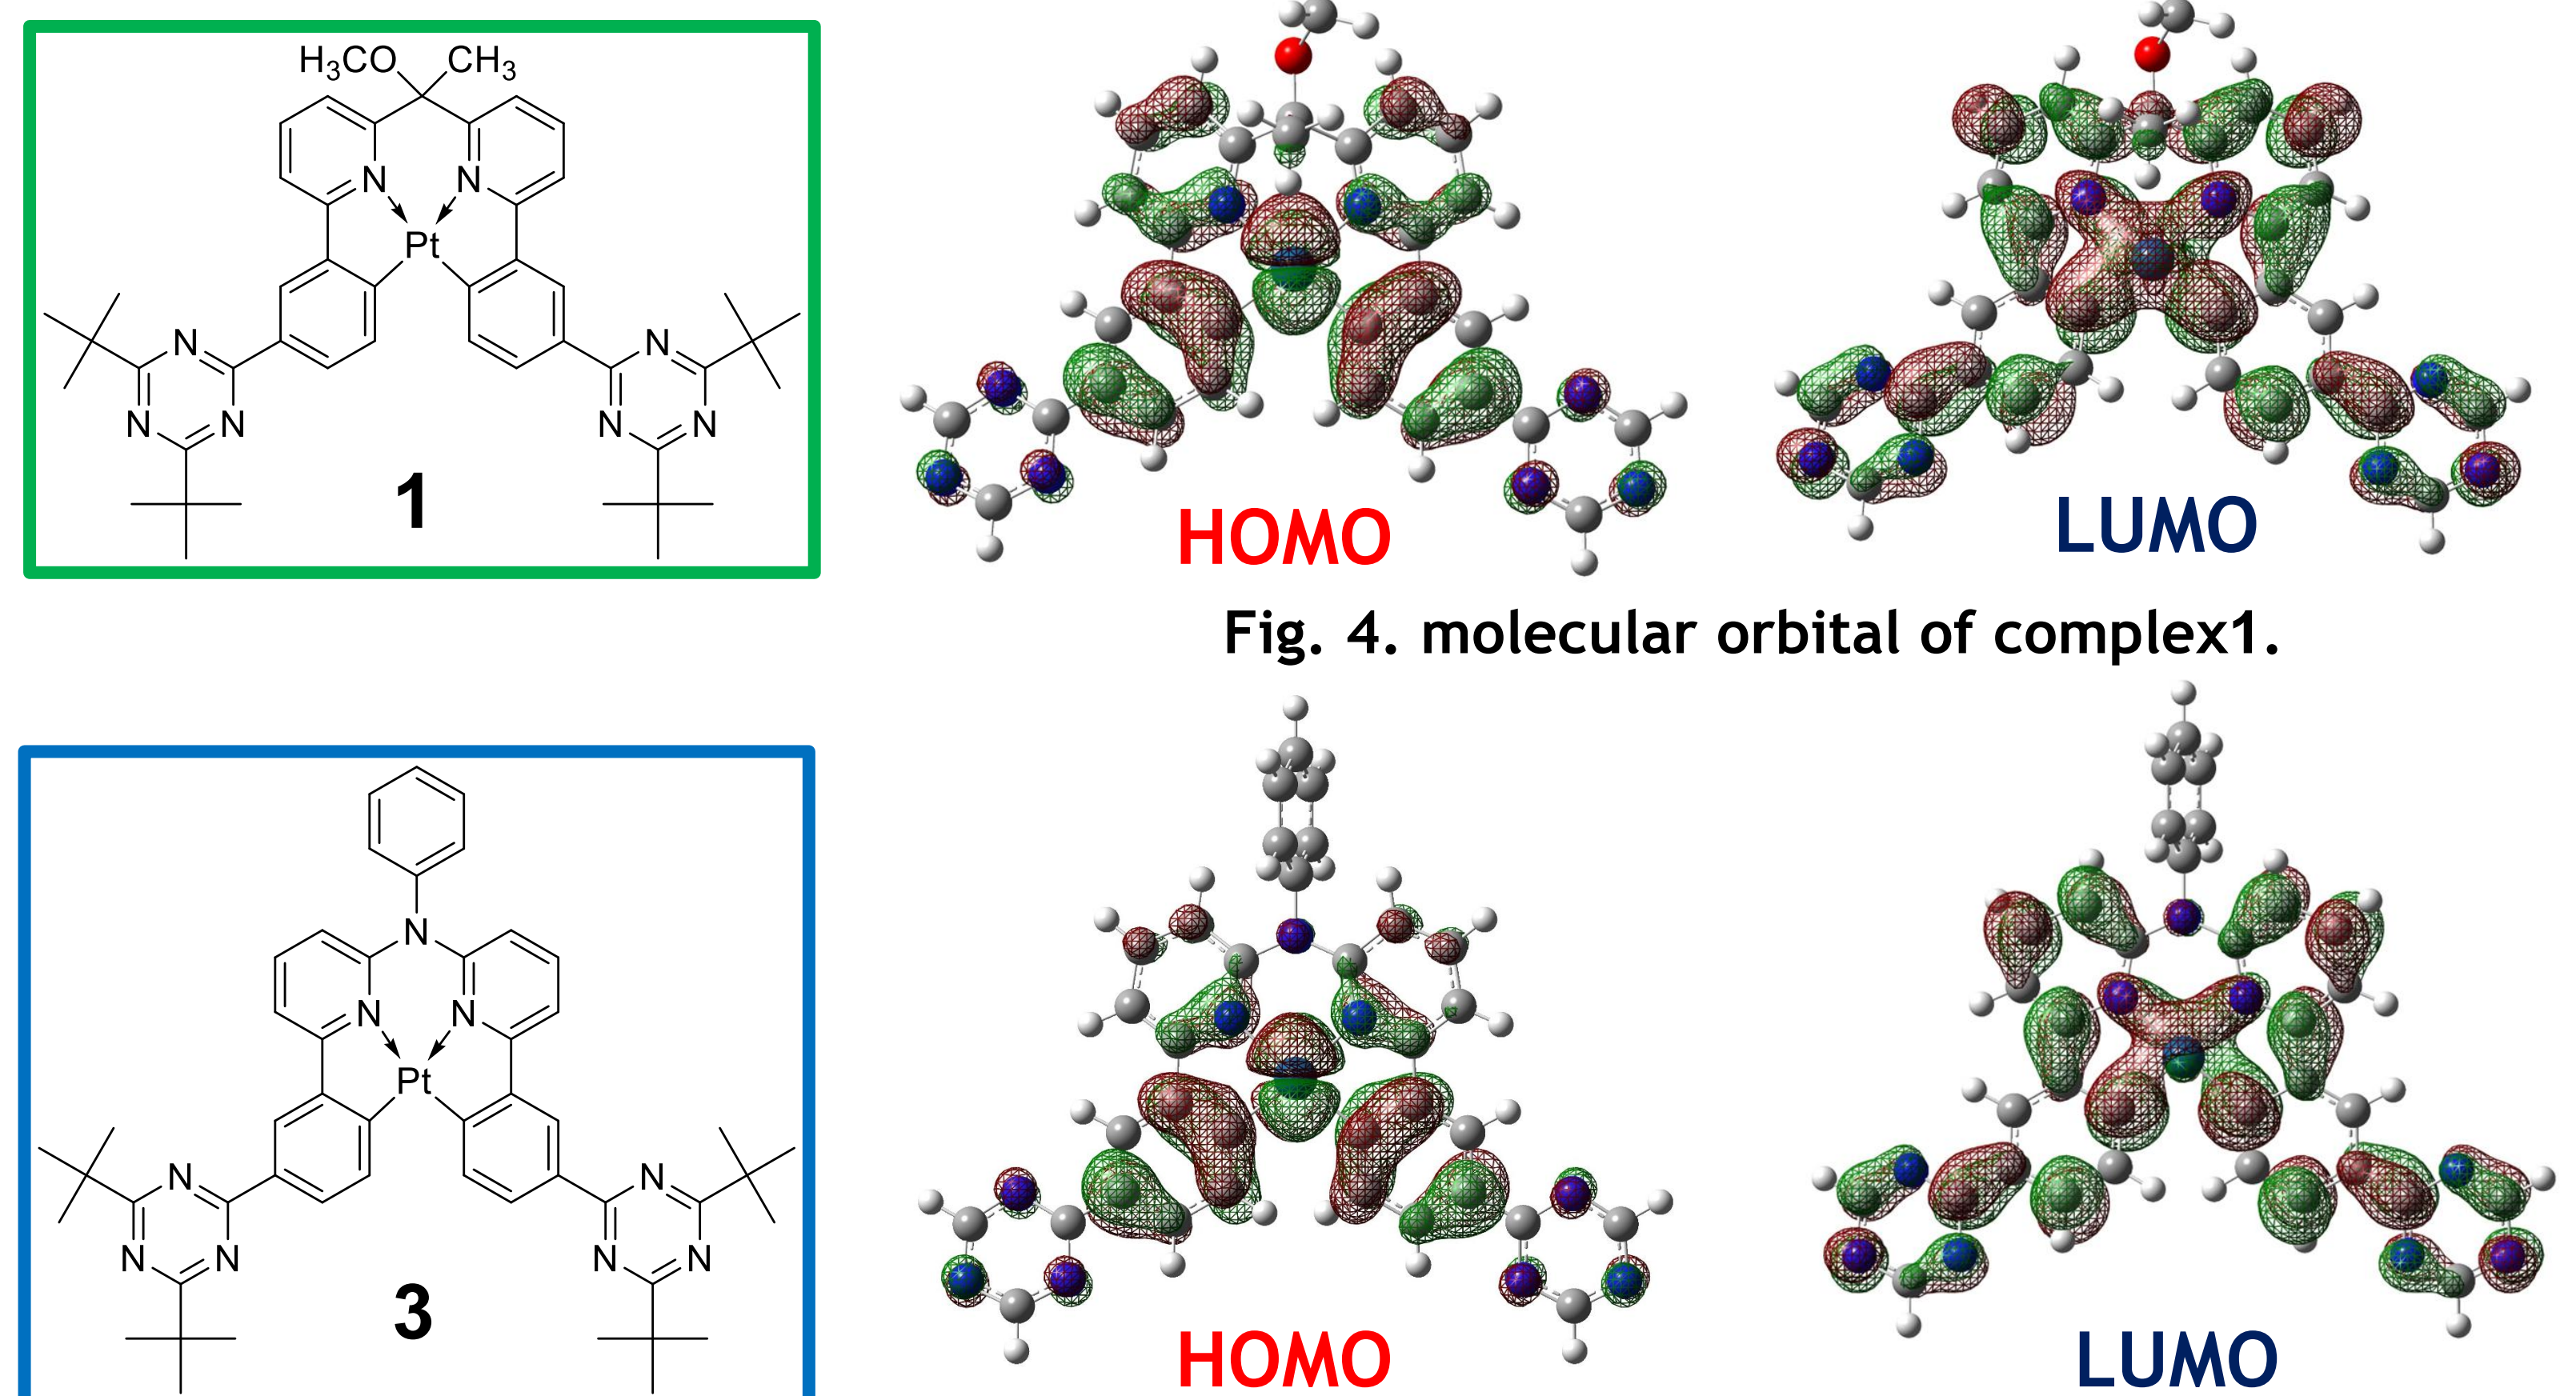 H3CO CH3
N N
Pt
N N
N N N N
1
HOMO
LUMO
Fig. 4. molecular orbital of complex1.
N
N N
Pt
N N
N N N N
3
HOMO
LUMO